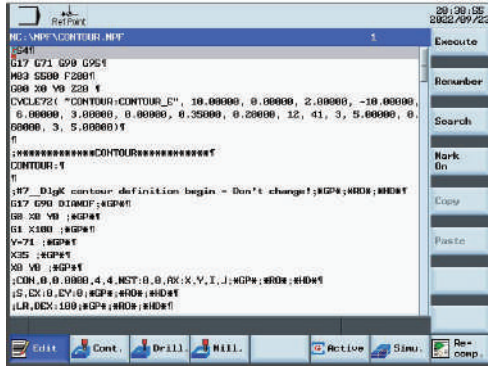 Ref Point
20:30:55
2022/09/23
NC:\MPF\CONTOUR.MPF 1
G54¶
G17 G71 G90 G95¶
M03 S500 F200¶
G00 X0 Y0 Z20 ¶
CYCLE72( "CONTOUR:CONTOUR_E", 10.00000, 0.00000, 2.00000, -10.00000,
6.00000, 3.00000, 0.00000, 0.35000, 0.20000, 12, 41, 3, 5.00000, 0.
60000, 3, 5.00000)¶
¶
;*************CONTOUR************¶
CONTOUR:¶
¶
;#7__DlgK contour definition begin - Don't change!;*GP*;*RO*;*HD*¶
G17 G90 DIAMOF;*GP*¶
G0 X0 Y0 ;*GP*¶
G1 X100 ;*GP*¶
Y-71 ;*GP*¶
X35 ;*GP*¶
X0 Y0 ;*GP*¶
;CON,0,0.0000,4,4,MST:0,0,AX:X,Y,I,J;*GP*;*RO*;*HD*¶
;S,EX:0,EY:0;*GP*;*RO*;*HD*¶
;LR,DEX:100;*GP*;*RO*;*HD*¶
Execute
Renumber
Search
Mark
On
Copy
Paste
Edit
Cont.
Drill.
Mill.
Active
Simu.
Re-
comp.